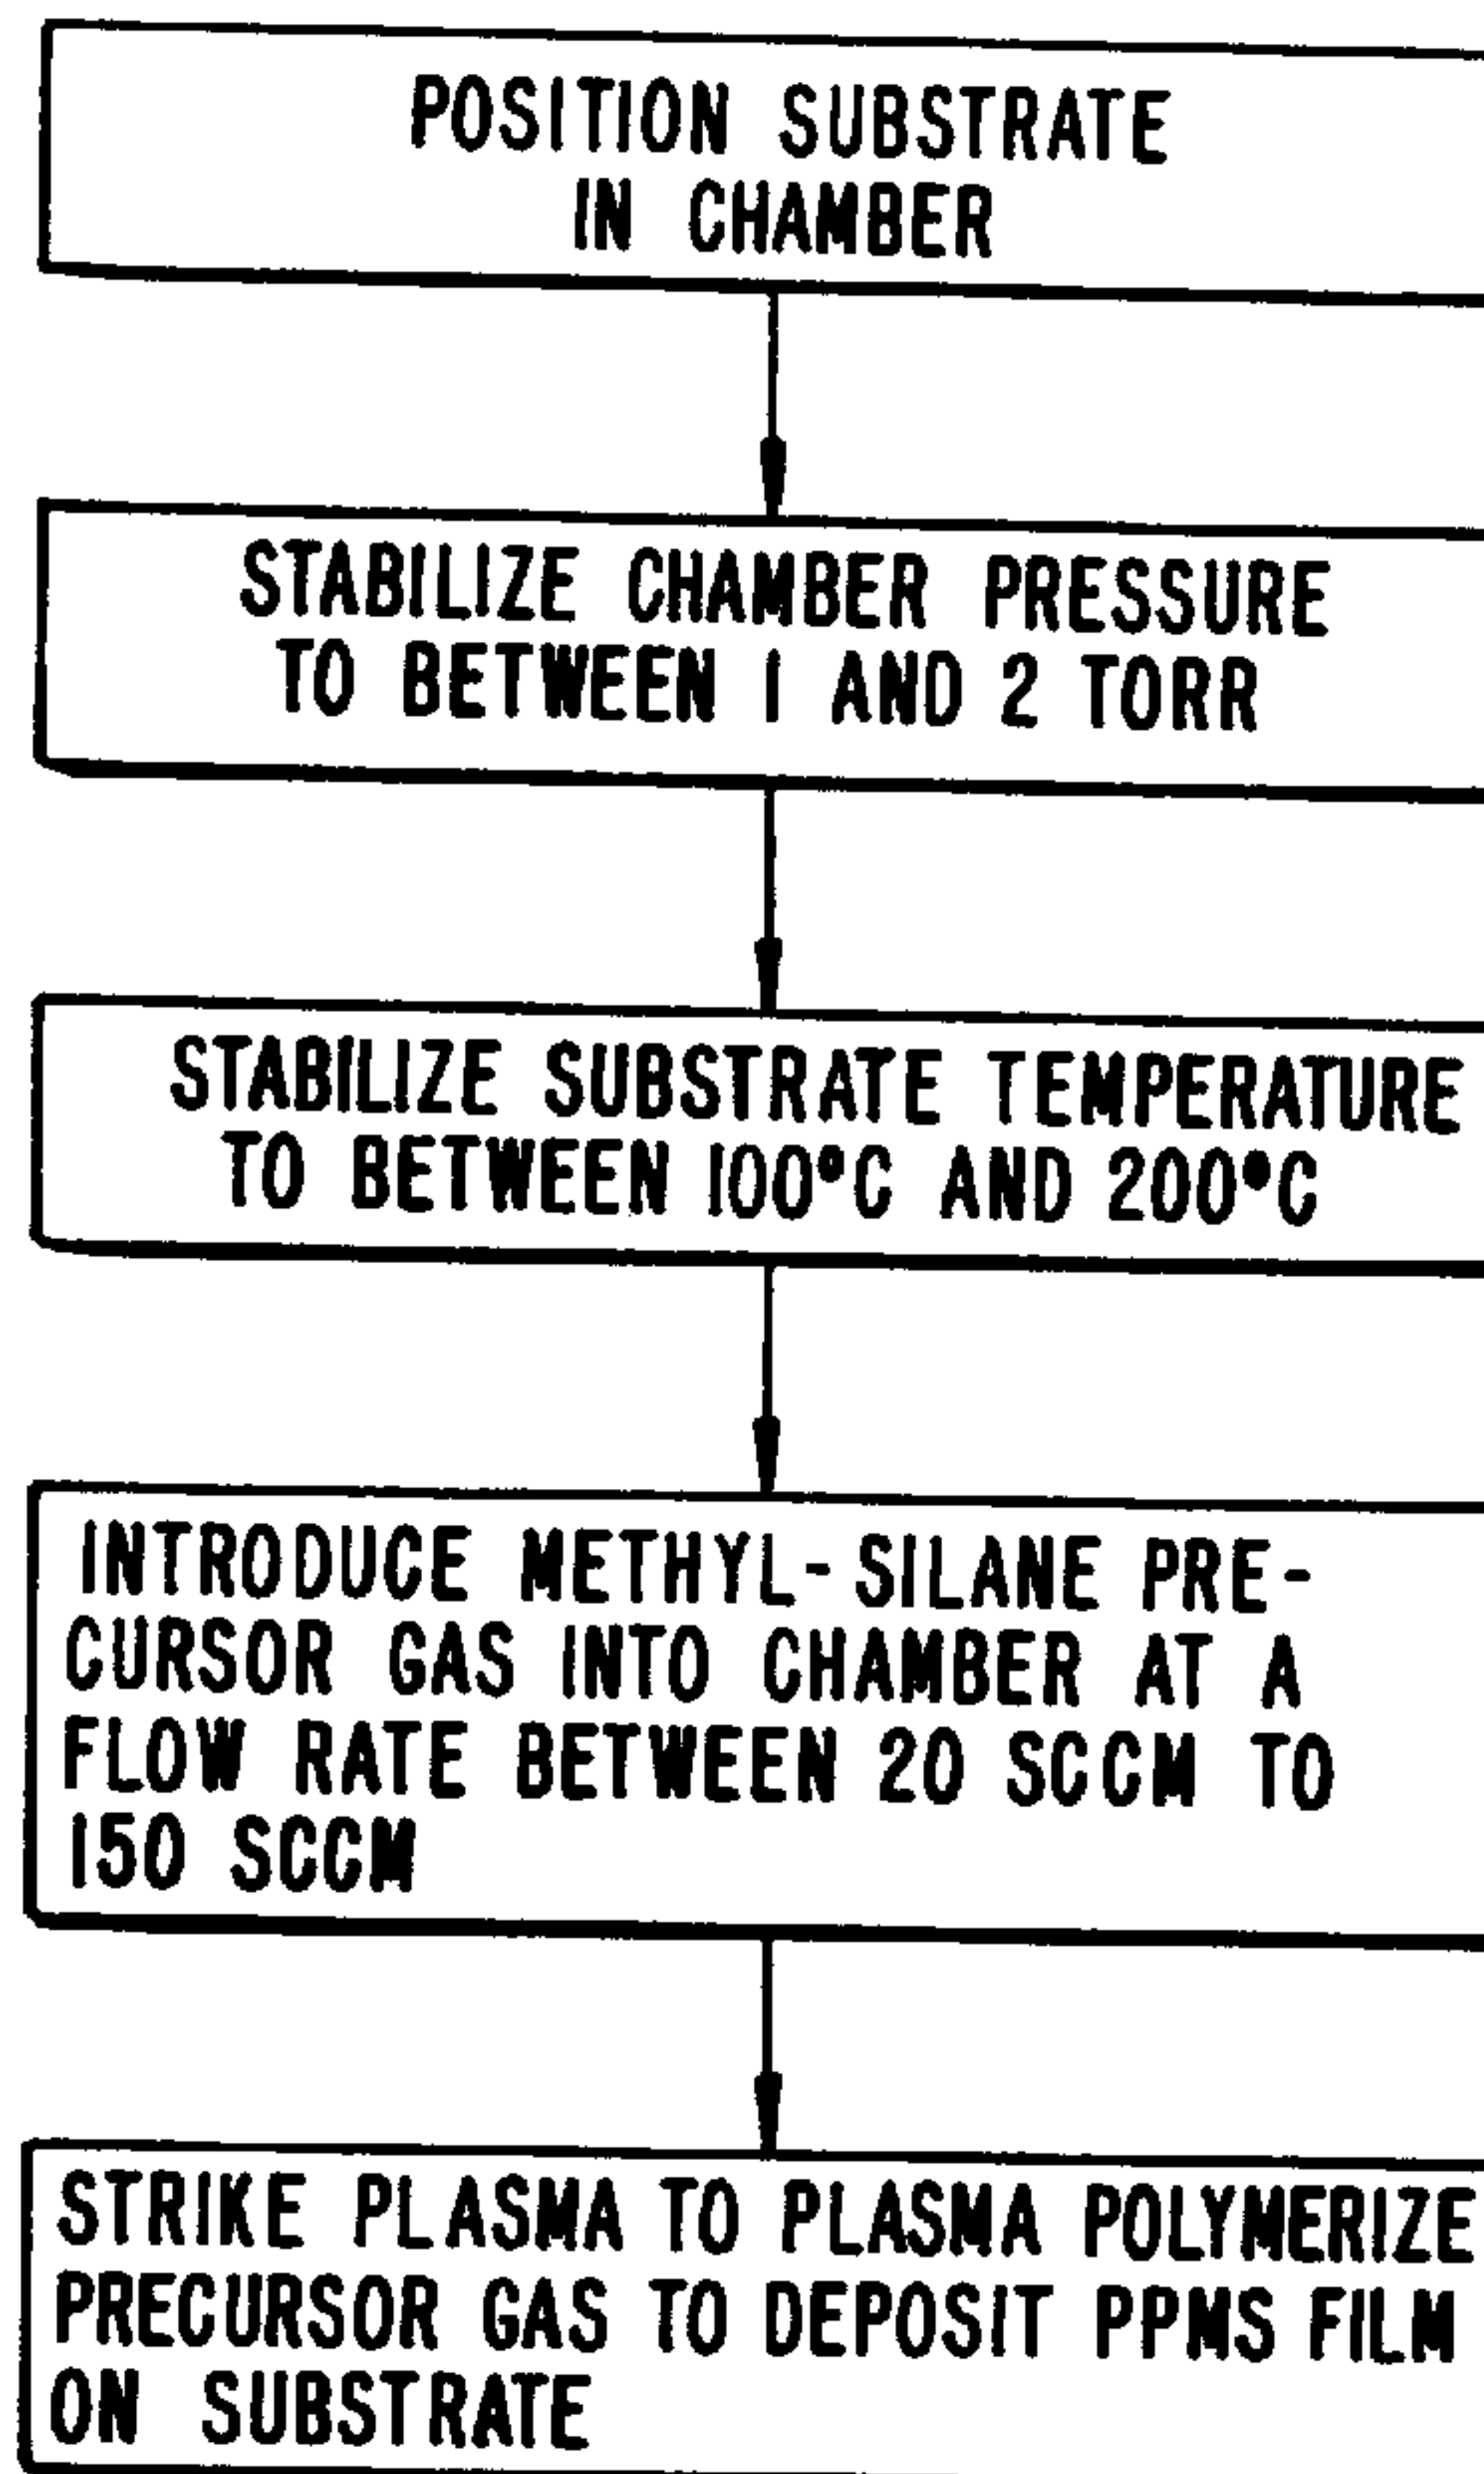 POSITION SUBSTRATE
IN CHAMBER
STABILIZE CHAMBER PRESSURE
TO BETWEEN 1 AND 2 TORR
STABILIZE SUBSTRATE TEMPERATURE
TO BETWEEN 100°C AND 200°C
INTRODUCE METHYL-SILANE PRE-
CURSOR GAS INTO CHAMBER AT A
FLOW RATE BETWEEN 20 SCCM TO
150 SCCM
STRIKE PLASMA TO PLASMA POLYMERIZE
PRECURSOR GAS TO DEPOSIT PPMS FILM
ON SUBSTRATE